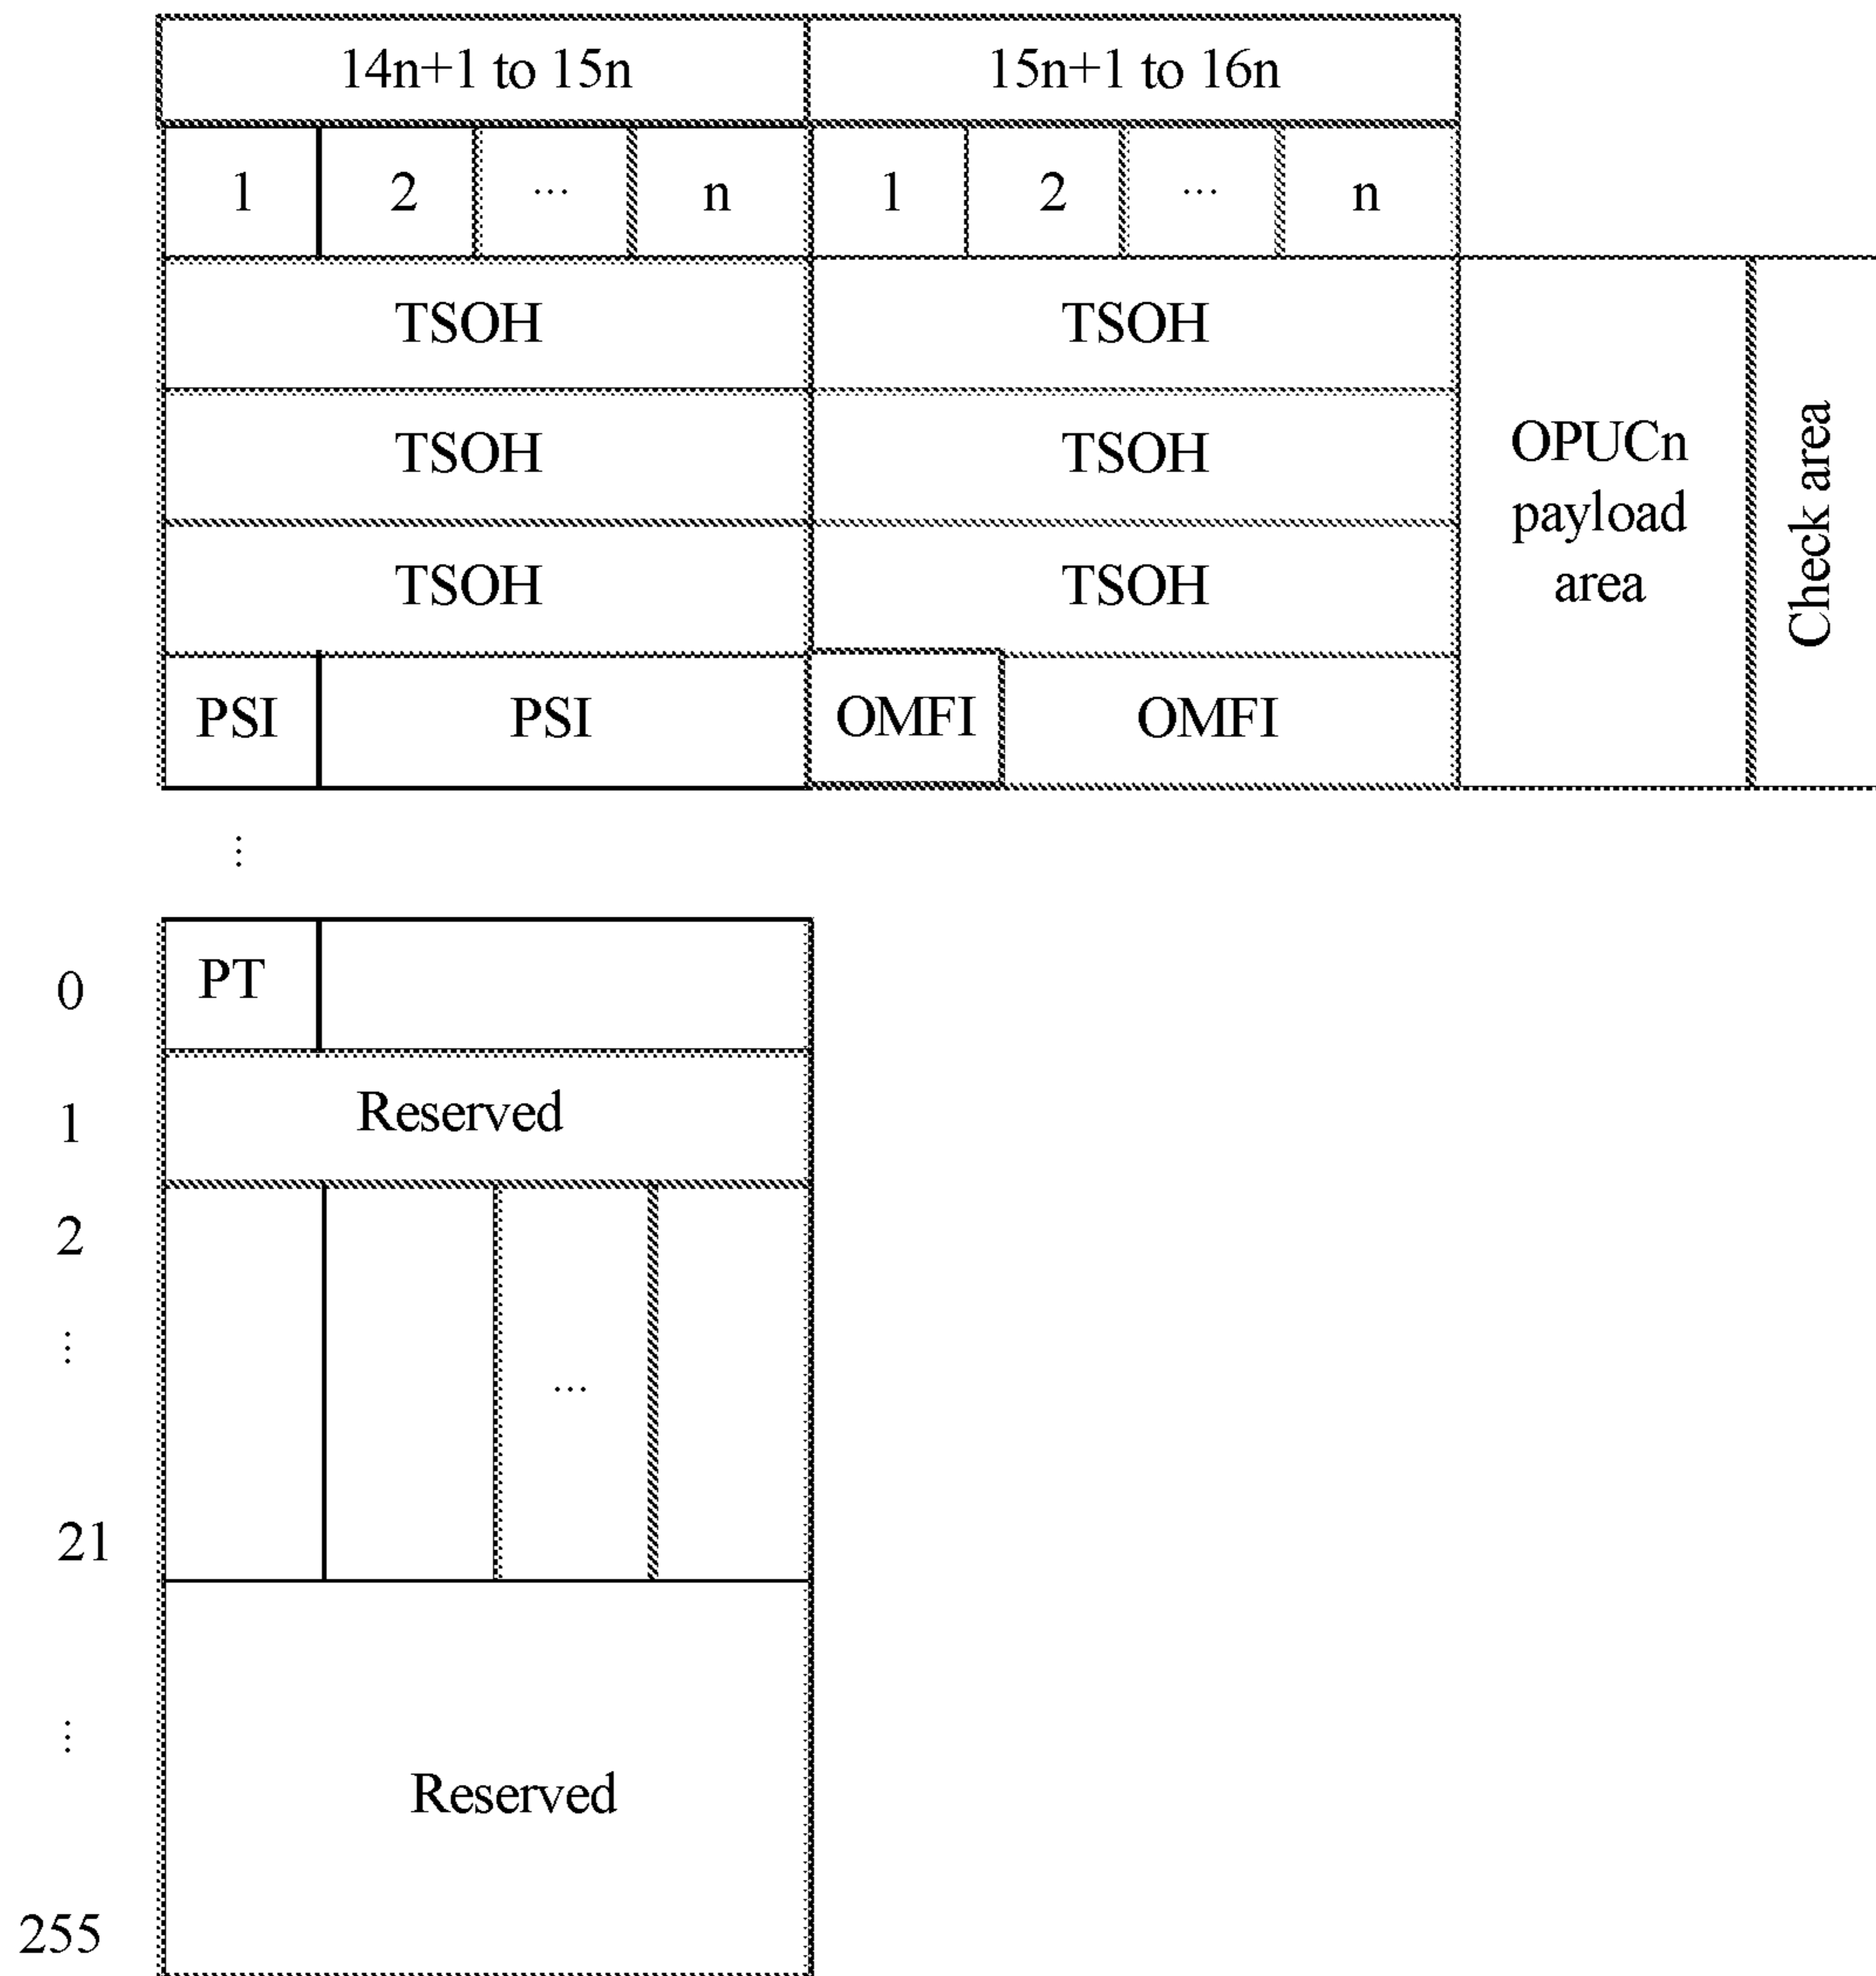 14n+1 to 15n 15n+1 to 16n
1 2 ... n 1 2 ... n
TSOH TSOH
TSOH TSOH
TSOH TSOH
PSI PSI OMFI OMFI
OPUCn
payload
area
Check area
⋮
0 PT
1 Reserved
2
⋮
...
21
⋮
Reserved
255